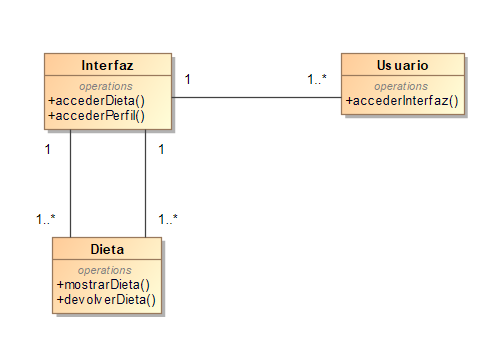 Interfaz
operations
+accederDieta()
+accederPerfil()
1
1..*
Usuario
operations
+accederInterfaz()
1
1
1..*
1..*
Dieta
operations
+mostrarDieta()
+devolverDieta()